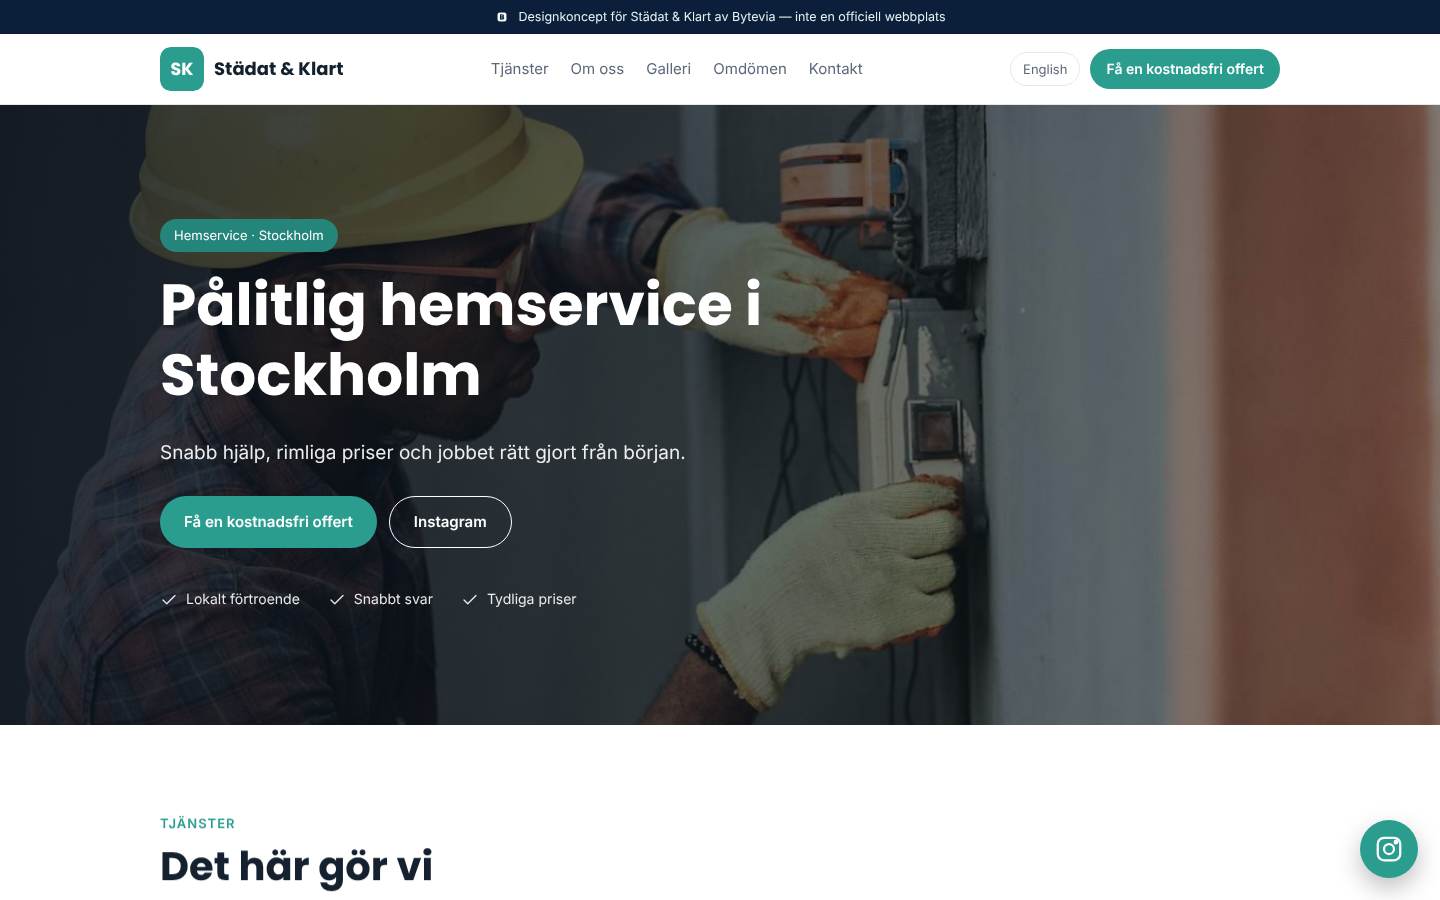 Designkoncept för Städat & Klart av Bytevia — inte en officiell webbplats
SK Städat & Klart
Tjänster Om oss Galleri Omdömen Kontakt
English
Få en kostnadsfri offert
Hemservice · Stockholm
Pålitlig hemservice i
Stockholm
Snabb hjälp, rimliga priser och jobbet rätt gjort från början.
Få en kostnadsfri offert
Instagram
Lokalt förtroende
Snabbt svar
Tydliga priser
TJÄNSTER
Det här gör vi